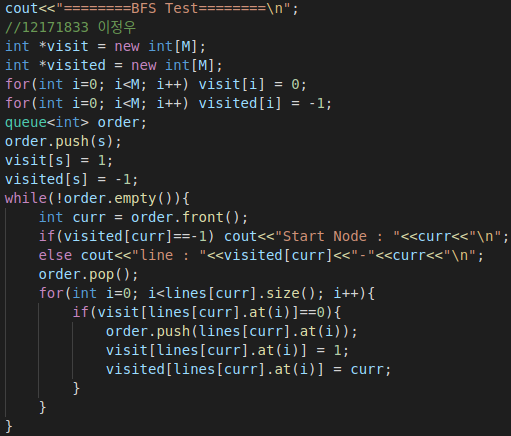 cout<<"========BFS Test========\n";
//12171833 이정우
int *visit = new int[M];
int *visited = new int[M];
for(int i=0; i<M; i++) visit[i] = 0;
for(int i=0; i<M; i++) visited[i] = -1;
queue<int> order;
order.push(s);
visit[s] = 1;
visited[s] = -1;
while(!order.empty()){
    int curr = order.front();
    if(visited[curr]==-1) cout<<"Start Node : "<<curr<<"\n";
    else cout<<"line : "<<visited[curr]<<"-"<<curr<<"\n";
    order.pop();
    for(int i=0; i<lines[curr].size(); i++){
        if(visit[lines[curr].at(i)]==0){
            order.push(lines[curr].at(i));
            visit[lines[curr].at(i)] = 1;
            visited[lines[curr].at(i)] = curr;
        }
    }
}